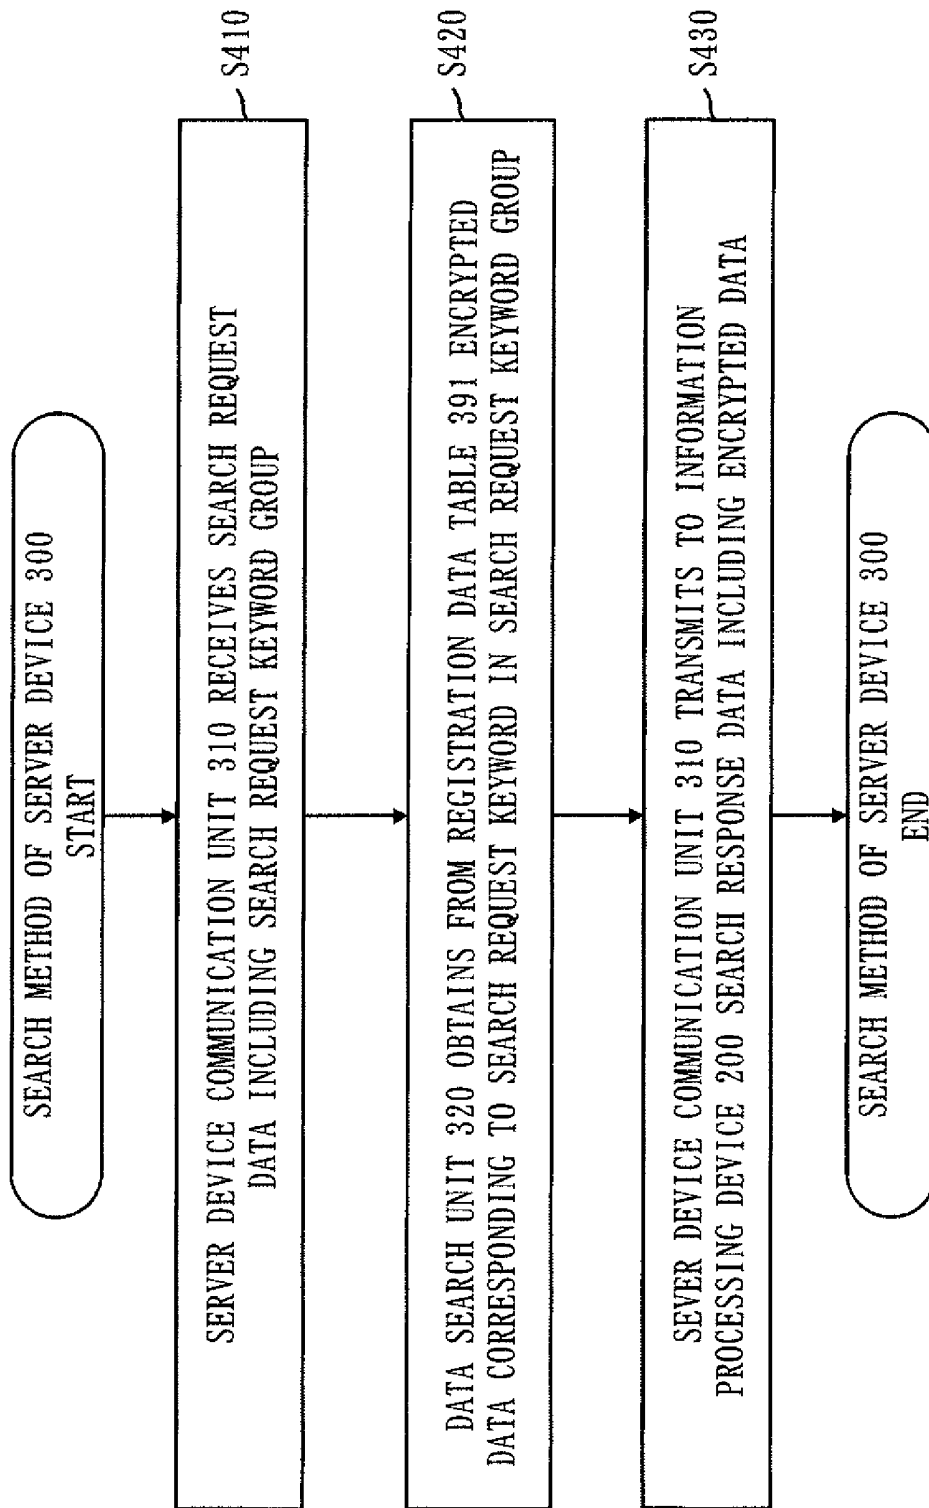 SEARCH METHOD OF SERVER DEVICE 300
START
S410
SERVER DEVICE COMMUNICATION UNIT 310 RECEIVES SEARCH REQUEST
DATA INCLUDING SEARCH REQUEST KEYWORD GROUP
S420
DATA SEARCH UNIT 320 OBTAINS FROM REGISTRATION DATA TABLE 391 ENCRYPTED
DATA CORRESPONDING TO SEARCH REQUEST KEYWORD IN SEARCH REQUEST KEYWORD GROUP
S430
SEVER DEVICE COMMUNICATION UNIT 310 TRANSMITS TO INFORMATION
PROCESSING DEVICE 200 SEARCH RESPONSE DATA INCLUDING ENCRYPTED DATA
SEARCH METHOD OF SERVER DEVICE 300
END